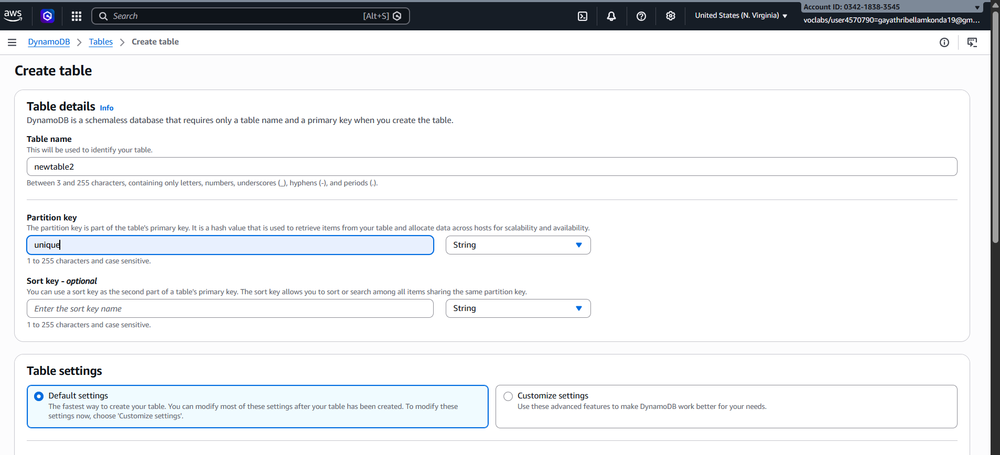 aws
Search
[Alt+S]
United States (N. Virginia)
Account ID: 0342-1838-3545
voclabs/user4570790=gayathribellamkonda19@gm...
DynamoDB
Tables
Create table
Create table
Table details Info
DynamoDB is a schemaless database that requires only a table name and a primary key when you create the table.
Table name
This will be used to identify your table.
newtable2
Between 3 and 255 characters, containing only letters, numbers, underscores (_), hyphens (-), and periods (.).
Partition key
The partition key is part of the table's primary key. It is a hash value that is used to retrieve items from your table and allocate data across hosts for scalability and availability.
unique
String
1 to 255 characters and case sensitive.
Sort key - optional
You can use a sort key as the second part of a table's primary key. The sort key allows you to sort or search among all items sharing the same partition key.
Enter the sort key name
String
1 to 255 characters and case sensitive.
Table settings
Default settings
The fastest way to create your table. You can modify most of these settings after your table has been created. To modify these
settings now, choose 'Customize settings'.
Customize settings
Use these advanced features to make DynamoDB work better for your needs.